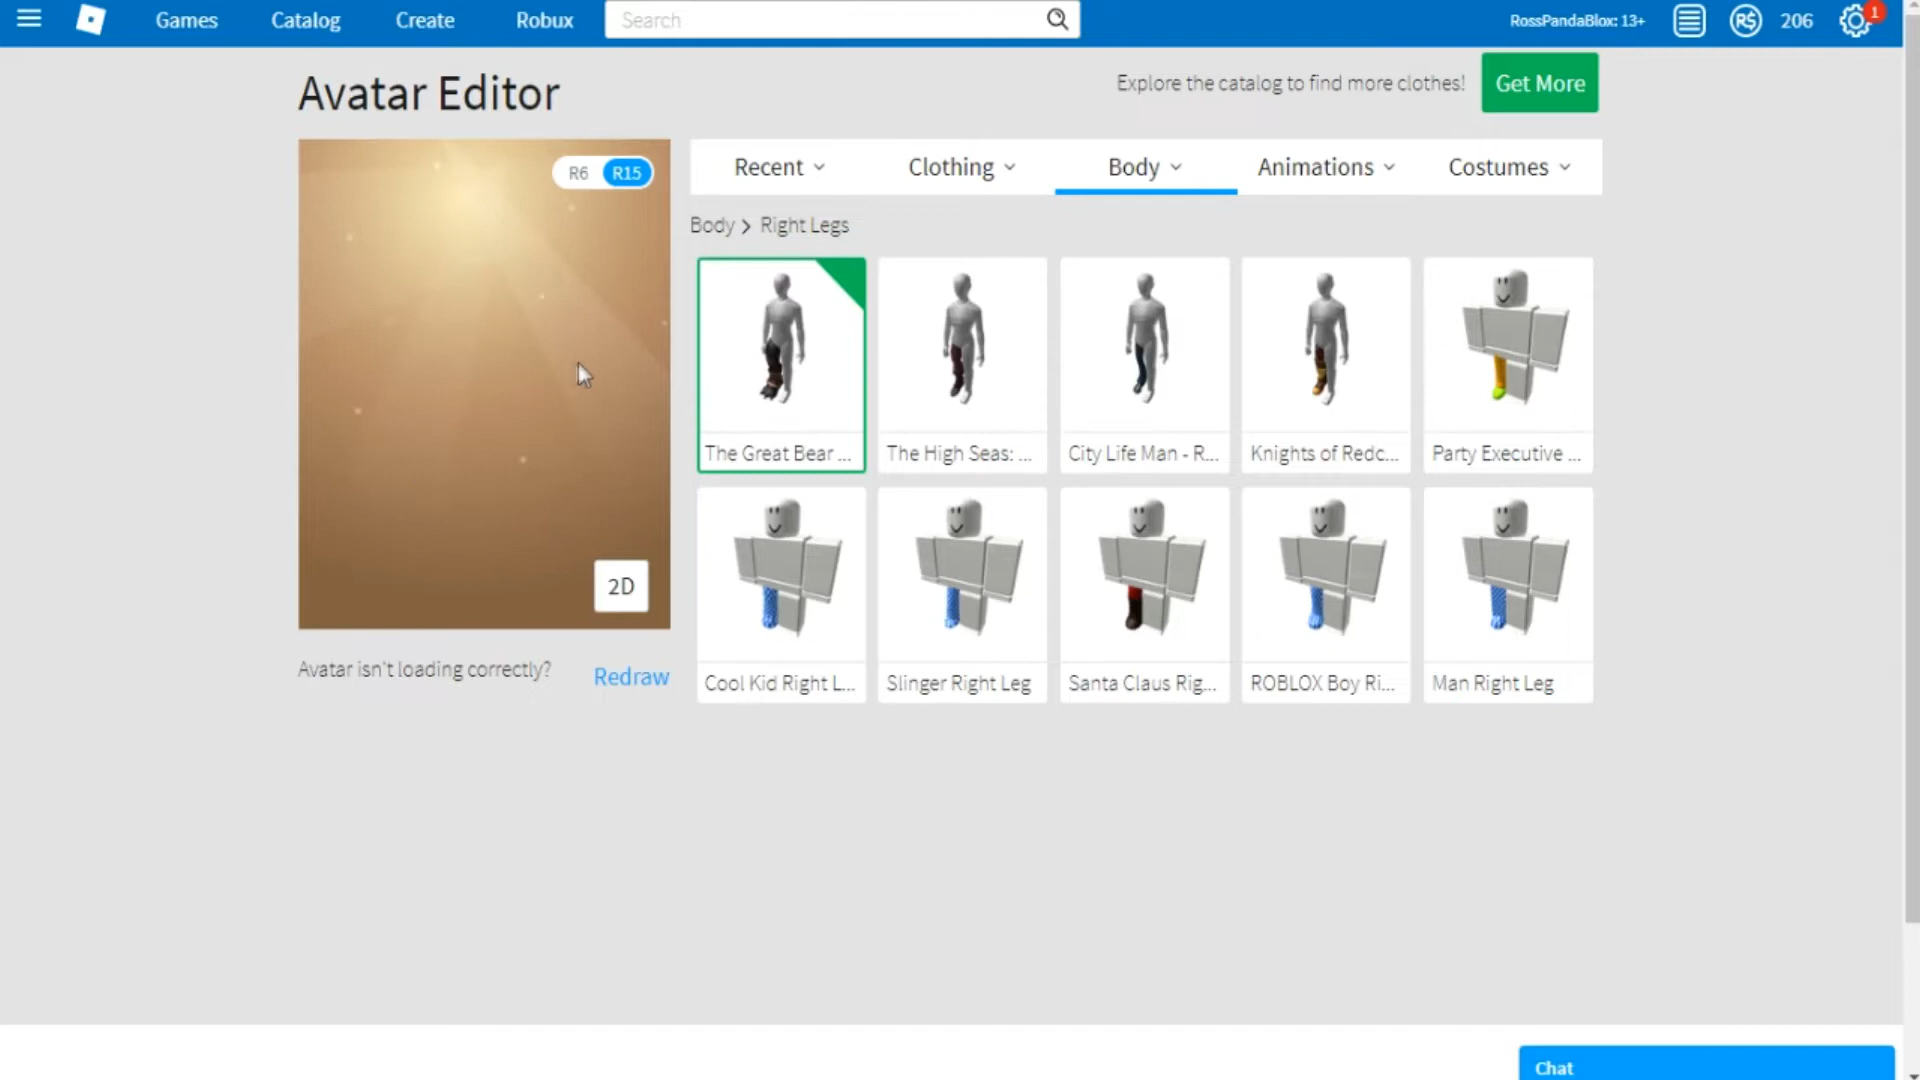 Games
Catalog
Create
Robux
Search
RossPandaBlox: 13+
R$
206
1
Avatar Editor
Explore the catalog to find more clothes!
Get More
R6
R15
Recent
Clothing
Body
Animations
Costumes
Body > Right Legs
The Great Bear ...
The High Seas: ...
City Life Man - R...
Knights of Redc...
Party Executive ...
2D
Avatar isn't loading correctly?
Redraw
Cool Kid Right L...
Slinger Right Leg
Santa Claus Rig...
ROBLOX Boy Ri...
Man Right Leg
Chat